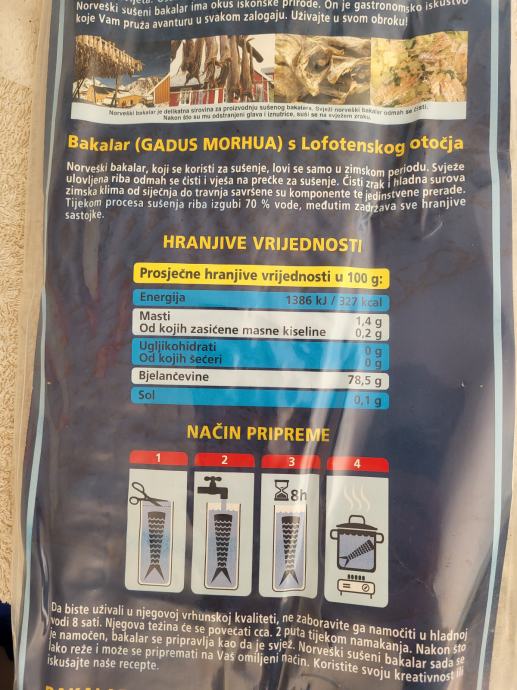 Norveški sušeni bakalar ima okus iskonske prirode. On je gastronomsko iskustvo
koje Vam pruža avanturu u svakom zalogaju. Uživajte u svom obroku!
Norveški bakalar je delikatna sirovina za proizvodnju sušenog bakalara. Svježi norveški bakalar odmah se čisti.
Nakon što su mu odstranjeni glava i iznutrice, suši se na svježem zraku.
Bakalar (GADUS MORHUA) s Lofotenskog otočja
Norveški bakalar, koji se koristi za sušenje, lovi se samo u zimskom periodu. Svježe
ulovljena riba odmah se čisti i vješa na prečke za sušenje. Čisti zrak i hladna surova
zimska klima od siječnja do travnja savršene su komponente te jedinstvene prerade.
Tijekom procesa sušenja riba izgubi 70 % vode, međutim zadržava sve hranjive
sastojke.
HRANJIVE VRIJEDNOSTI
Prosječne hranjive vrijednosti u 100 g:
Energija 1386 kJ / 327 kcal
Masti 1,4 g
Od kojih zasićene masne kiseline 0,2 g
Ugljikohidrati 0 g
Od kojih šećeri 0 g
Bjelančevine 78,5 g
Sol 0,1 g
NAČIN PRIPREME
1 2 3 4
8h
Da biste uživali u njegovoj vrhunskoj kvaliteti, ne zaboravite ga namočiti u hladnoj
vodi 8 sati. Njegova težina će se povećati cca. 2 puta tijekom namakanja. Nakon što
je namočen, bakalar se pripravlja kao da je svjež. Norveški sušeni bakalar sada se
lako reže i može se pripremati na Vaš omiljeni način. Koristite svoju kreativnost ili
iskušajte naše recepte.